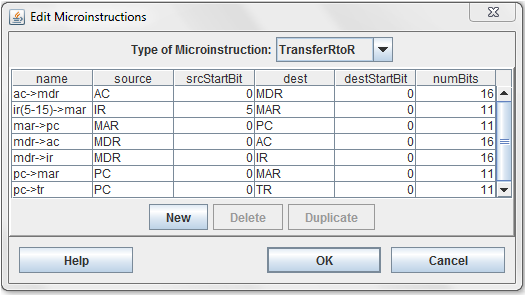 Edit Microinstructions
Type of Microinstruction: TransferRtoR
name source srcStartBit dest destStartBit numBits
ac->mdr AC 0 MDR 0 16
ir(5-15)->mar IR 5 MAR 0 11
mar->pc MAR 0 PC 0 11
mdr->ac MDR 0 AC 0 16
mdr->ir MDR 0 IR 0 16
pc->mar PC 0 MAR 0 11
pc->tr PC 0 TR 0 11
New Delete Duplicate
Help OK Cancel